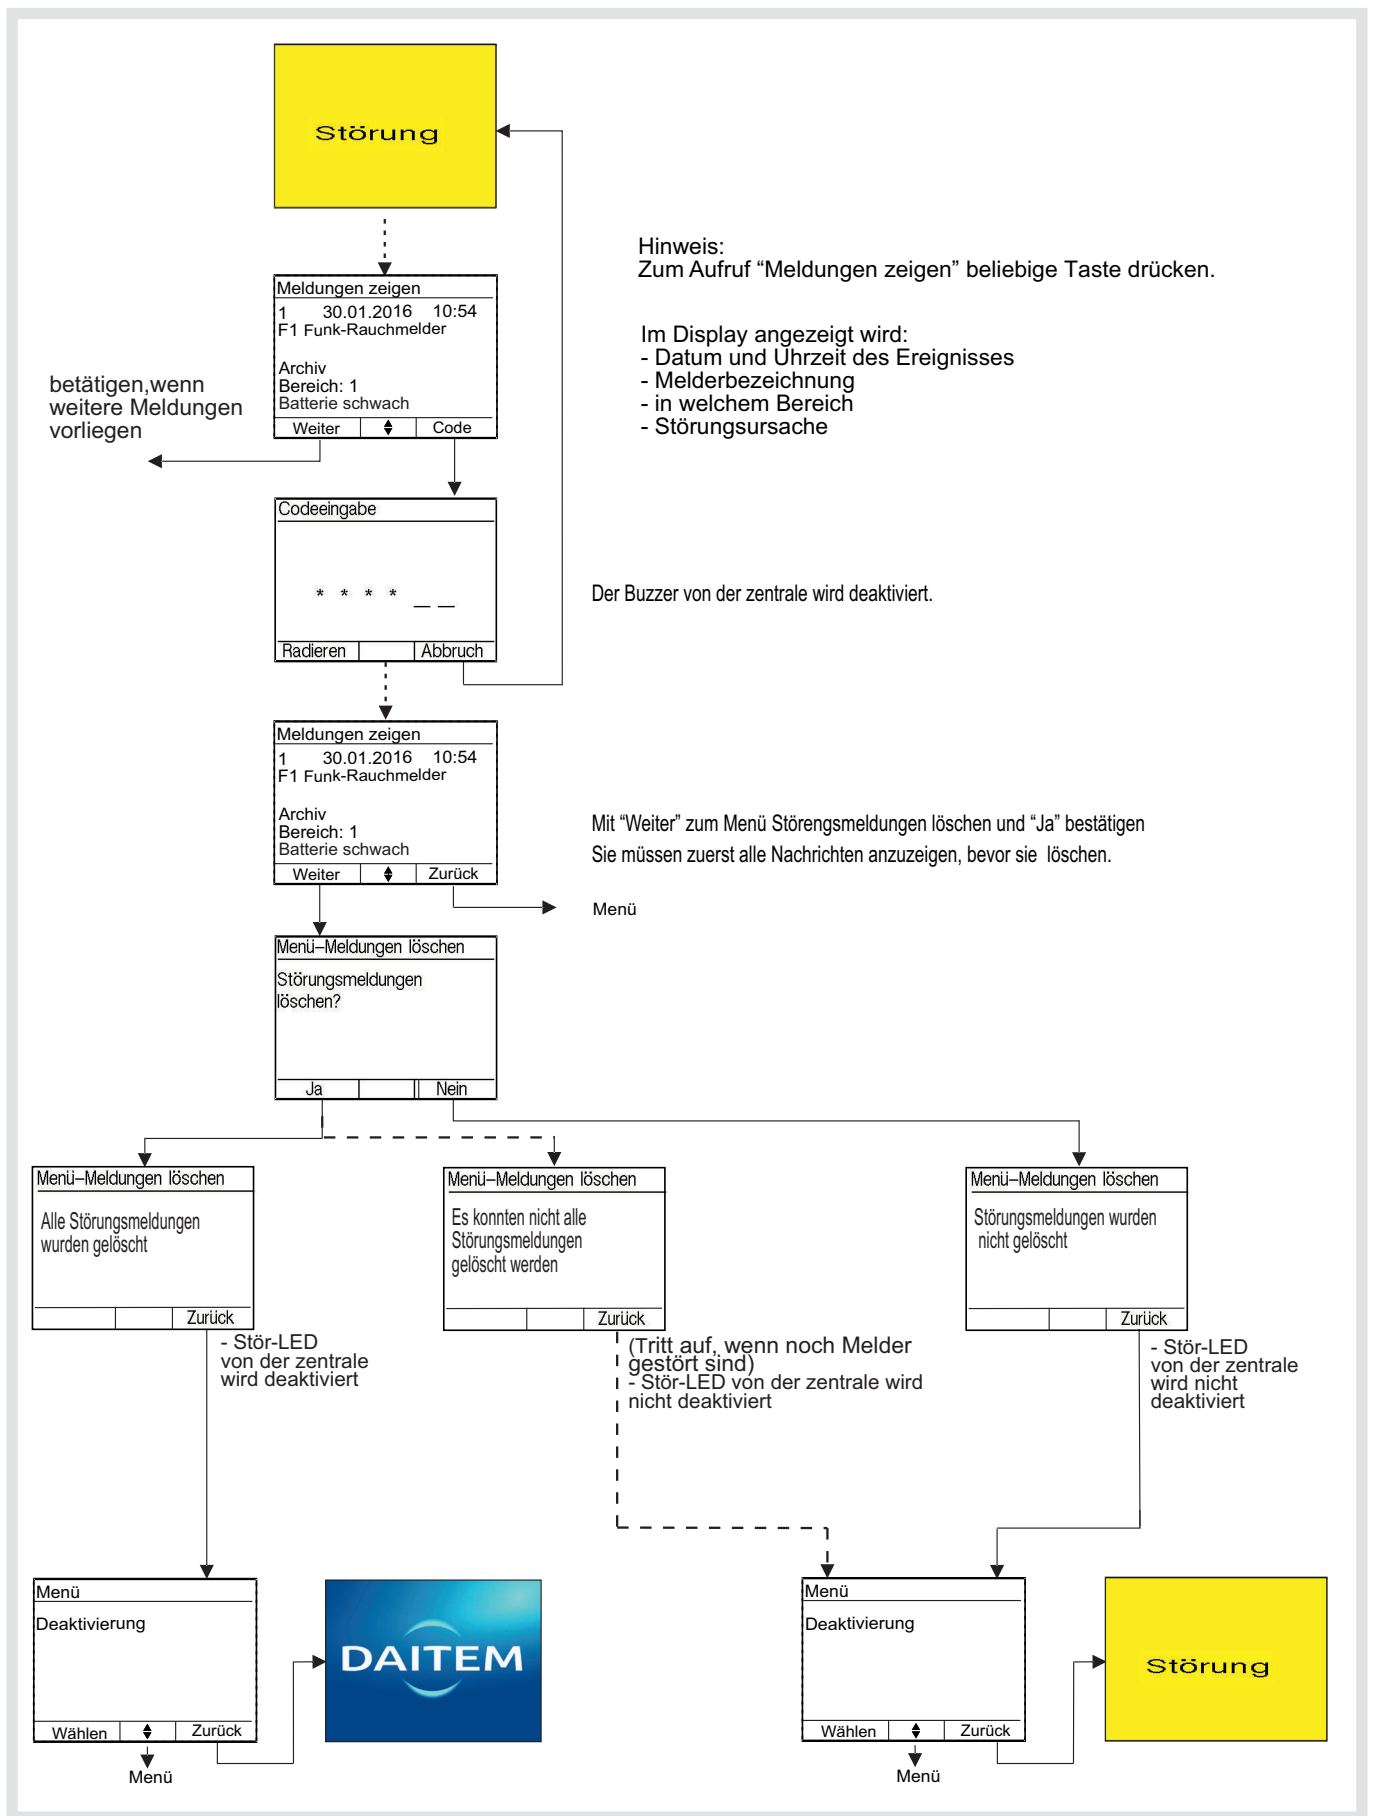 Störung
Hinweis:
Zum Aufruf “Meldungen zeigen” beliebige Taste drücken.
Meldungen zeigen
1 30.01.2016 10:54
F1 Funk-Rauchmelder
Archiv
Bereich: 1
Batterie schwach
Weiter Code
Im Display angezeigt wird:
- Datum und Uhrzeit des Ereignisses
- Melderbezeichnung
- in welchem Bereich
- Störungsursache
betätigen,wenn
weitere Meldungen
vorliegen
Codeeingabe
* * * * _ _
Radieren Abbruch
Der Buzzer von der zentrale wird deaktiviert.
Meldungen zeigen
1 30.01.2016 10:54
F1 Funk-Rauchmelder
Archiv
Bereich: 1
Batterie schwach
Weiter Zurück
Mit “Weiter” zum Menü Störengsmeldungen löschen und “Ja” bestätigen
Sie müssen zuerst alle Nachrichten anzuzeigen, bevor sie löschen.
Menü
Menü–Meldungen löschen
Störungsmeldungen
löschen?
Ja Nein
Menü–Meldungen löschen
Alle Störungsmeldungen
wurden gelöscht
Zurück
- Stör-LED
von der zentrale
wird deaktiviert
Menü–Meldungen löschen
Es konnten nicht alle
Störungsmeldungen
gelöscht werden
Zurück
(Tritt auf, wenn noch Melder
gestört sind)
- Stör-LED von der zentrale wird
nicht deaktiviert
Menü–Meldungen löschen
Störungsmeldungen wurden
nicht gelöscht
Zurück
- Stör-LED
von der zentrale
wird nicht
deaktiviert
Menü
Deaktivierung
Wählen Zurück
Menü
DAITEM
Menü
Deaktivierung
Wählen Zurück
Menü
Störung